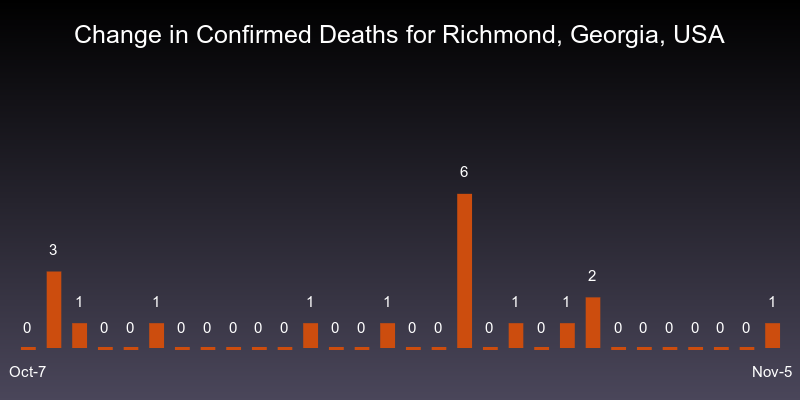 Change in Confirmed Deaths for Richmond, Georgia, USA
0 3 1 0 0 1 0 0 0 0 0 1 0 0 1 0 0 6 0 1 0 1 2 0 0 0 0 0 0 1
Oct-7 Nov-5